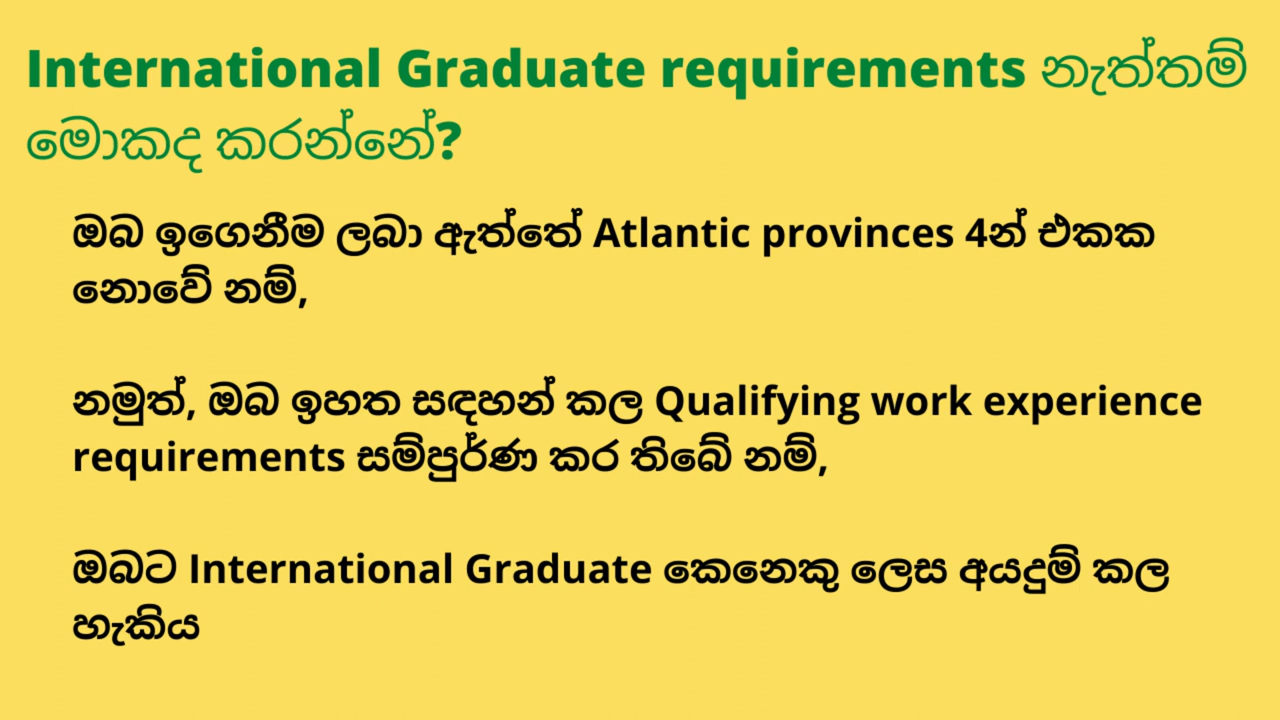 International Graduate requirements නැත්තම්
මොකද කරන්නේ?
ඔබ ඉගෙනීම ලබා ඇත්තේ Atlantic provinces 4න් එකක
නොවේ නම්,
නමුත්, ඔබ ඉහත සඳහන් කල Qualifying work experience
requirements සම්පුර්ණ කර තිබේ නම්,
ඔබට International Graduate කෙනෙකු ලෙස අයදුම් කල
හැකිය